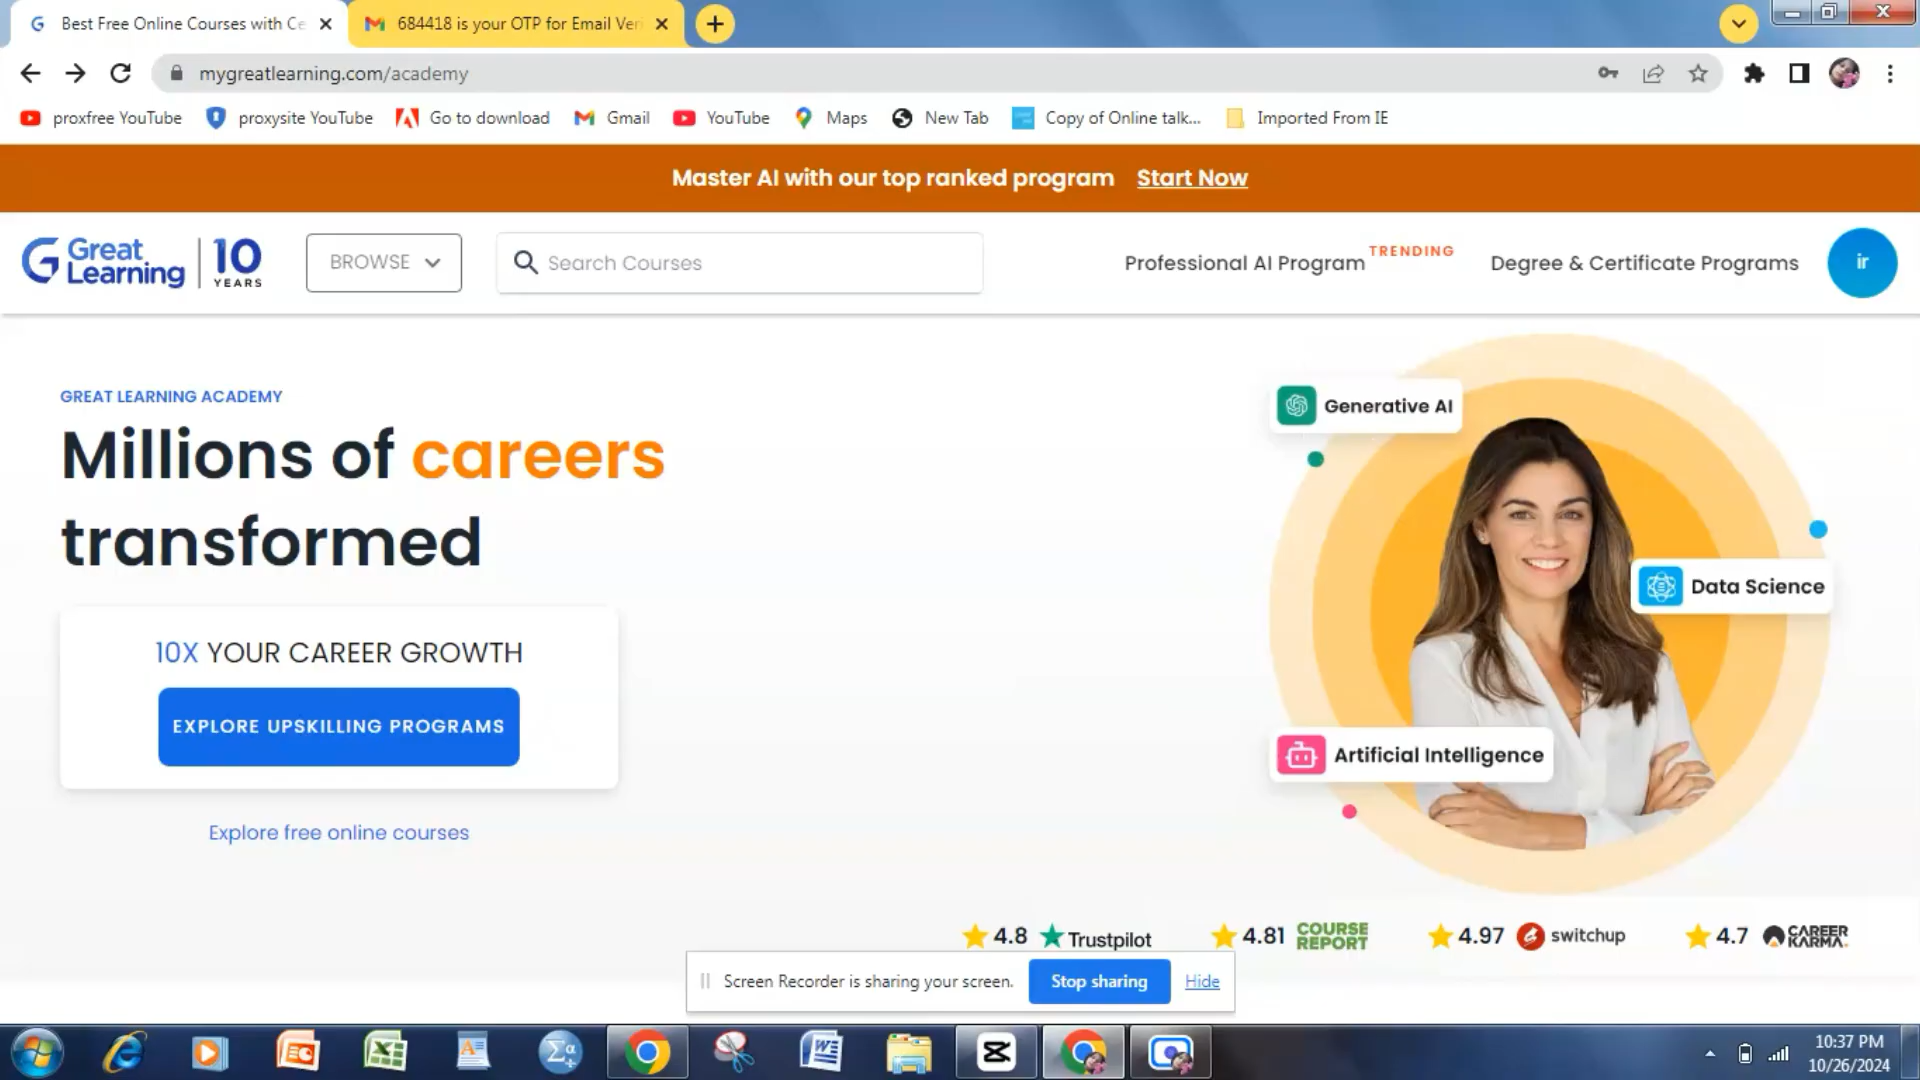 Best Free Online Courses with Ce
684418 is your OTP for Email Veri
mygreatlearning.com/academy
proxfree YouTube
proxysite YouTube
Go to download
Gmail
YouTube
Maps
New Tab
Copy of Online talk...
Imported From IE
Master AI with our top ranked program Start Now
Great Learning
10 YEARS
BROWSE
Search Courses
Professional AI Program TRENDING
Degree & Certificate Programs
ir
GREAT LEARNING ACADEMY
Millions of careers
transformed
10X YOUR CAREER GROWTH
EXPLORE UPSKILLING PROGRAMS
Explore free online courses
Generative AI
Data Science
Artificial Intelligence
4.8 Trustpilot
4.81 COURSE REPORT
4.97 switchup
4.7 CAREER KARMA
Screen Recorder is sharing your screen. Stop sharing Hide
10:37 PM
10/26/2024